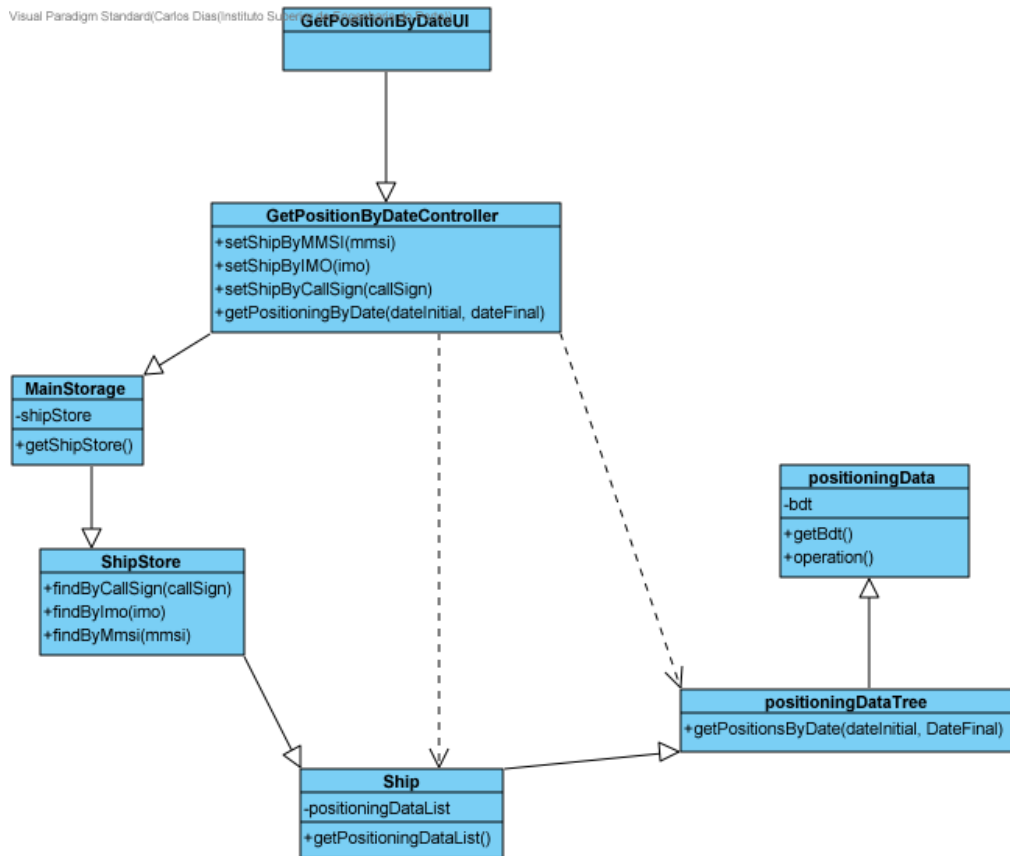 Visual Paradigm Standard(Carlos Dias(Instituto
GetPositionByDateUI
GetPositionByDateController
+setShipByMMSI(mmsi)
+setShipByIMO(imo)
+setShipByCallSign(callSign)
+getPositioningByDate(dateInitial, dateFinal)
MainStorage
-shipStore
+getShipStore()
positioningData
-bdt
+getBdt()
+operation()
ShipStore
+findByCallSign(callSign)
+findByImo(imo)
+findByMmsi(mmsi)
positioningDataTree
+getPositionsByDate(dateInitial, DateFinal)
Ship
-positioningDataList
+getPositioningDataList()